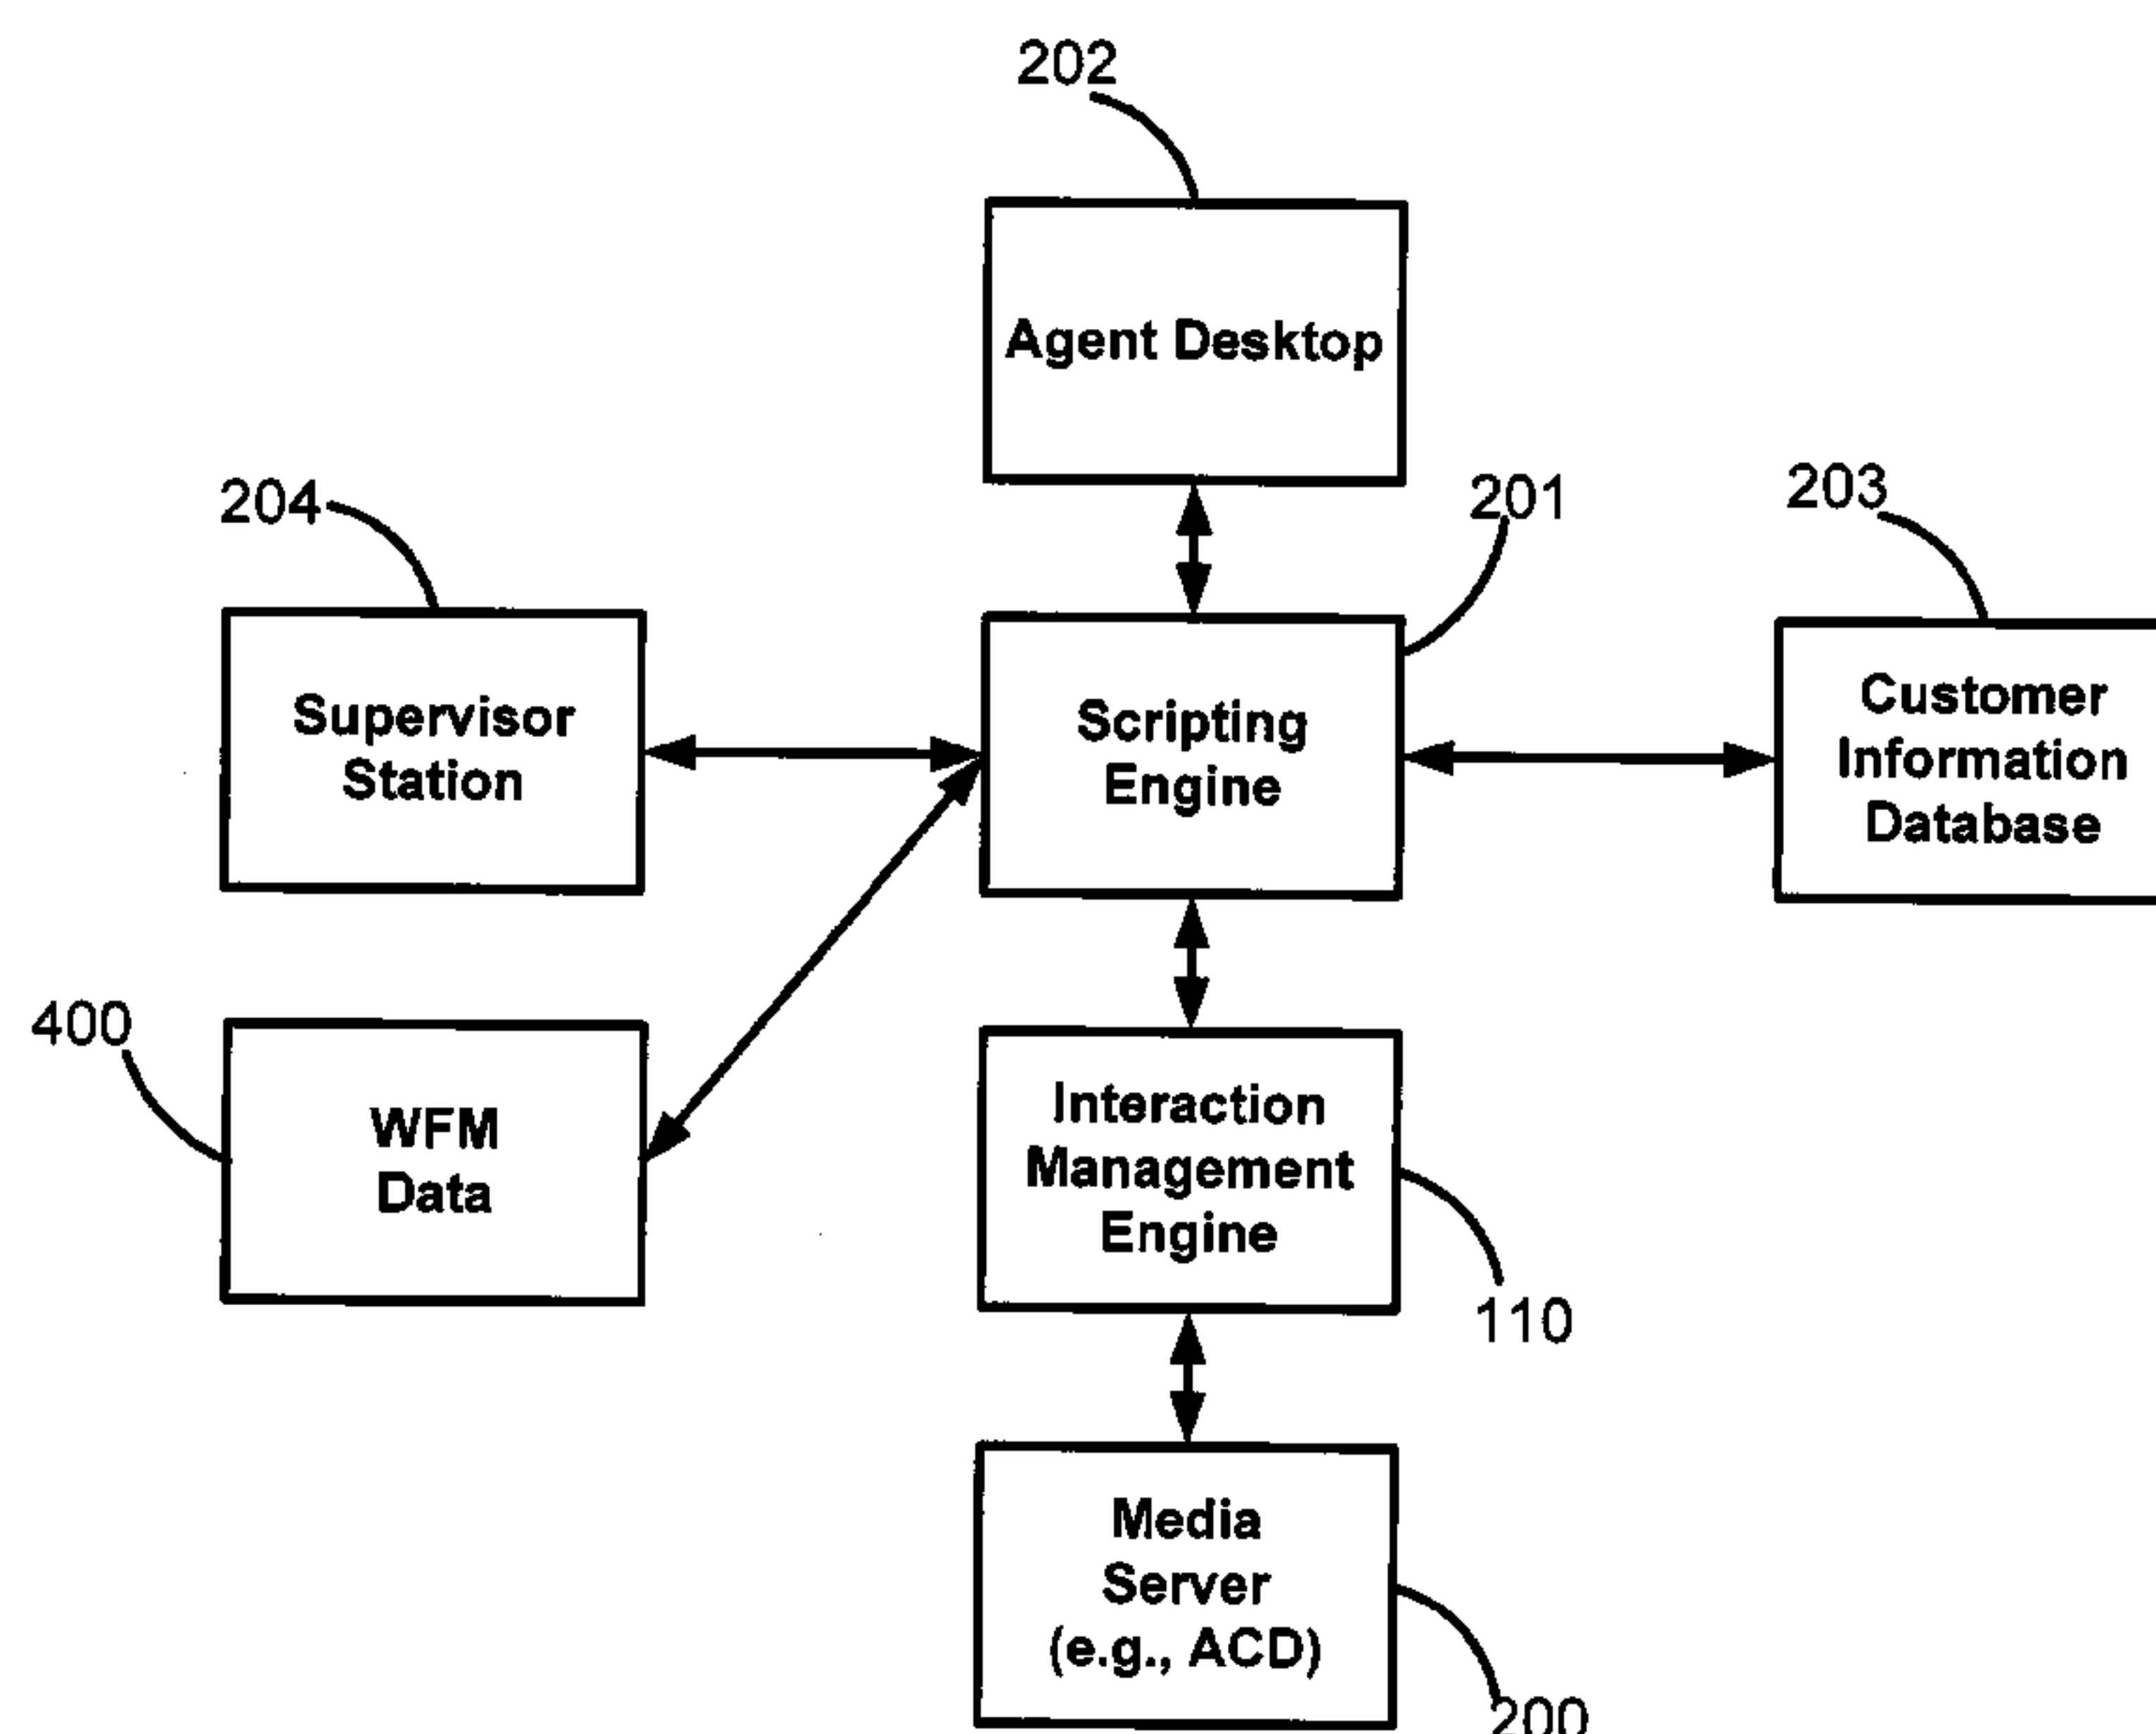 202
Agent Desktop
204
201
203
Supervisor
Station
Scripting
Engine
Customer
Information
Database
400
WFM
Data
Interaction
Management
Engine
110
Media
Server
(e.g., ACD)
200